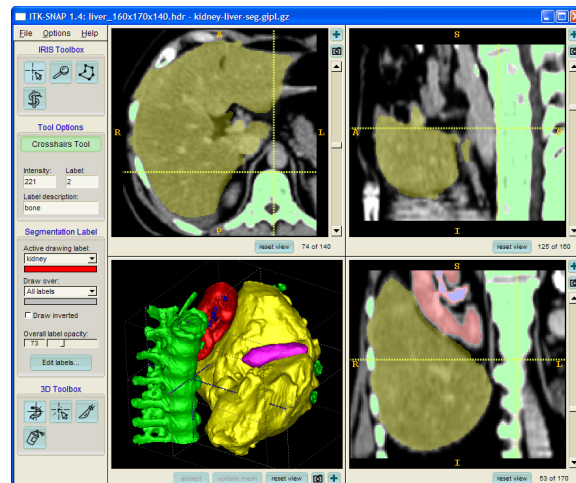 ITK-SNAP 1.4: liver_160x170x140.hdr - kidney-liver-seg.gipl.gz
File Options Help
IRIS Toolbox
Tool Options
Crosshairs Tool
Intensity: Label:
221 2
Label description:
bone
Segmentation Label
Active drawing label:
kidney
Draw over:
All labels
Draw inverted
Overall label opacity:
73
Edit labels...
3D Toolbox
A
R L
P
reset view 74 of 140
S
A P
I
reset view 125 of 160
accept update mesh reset view
S
R L
I
reset view 53 of 170